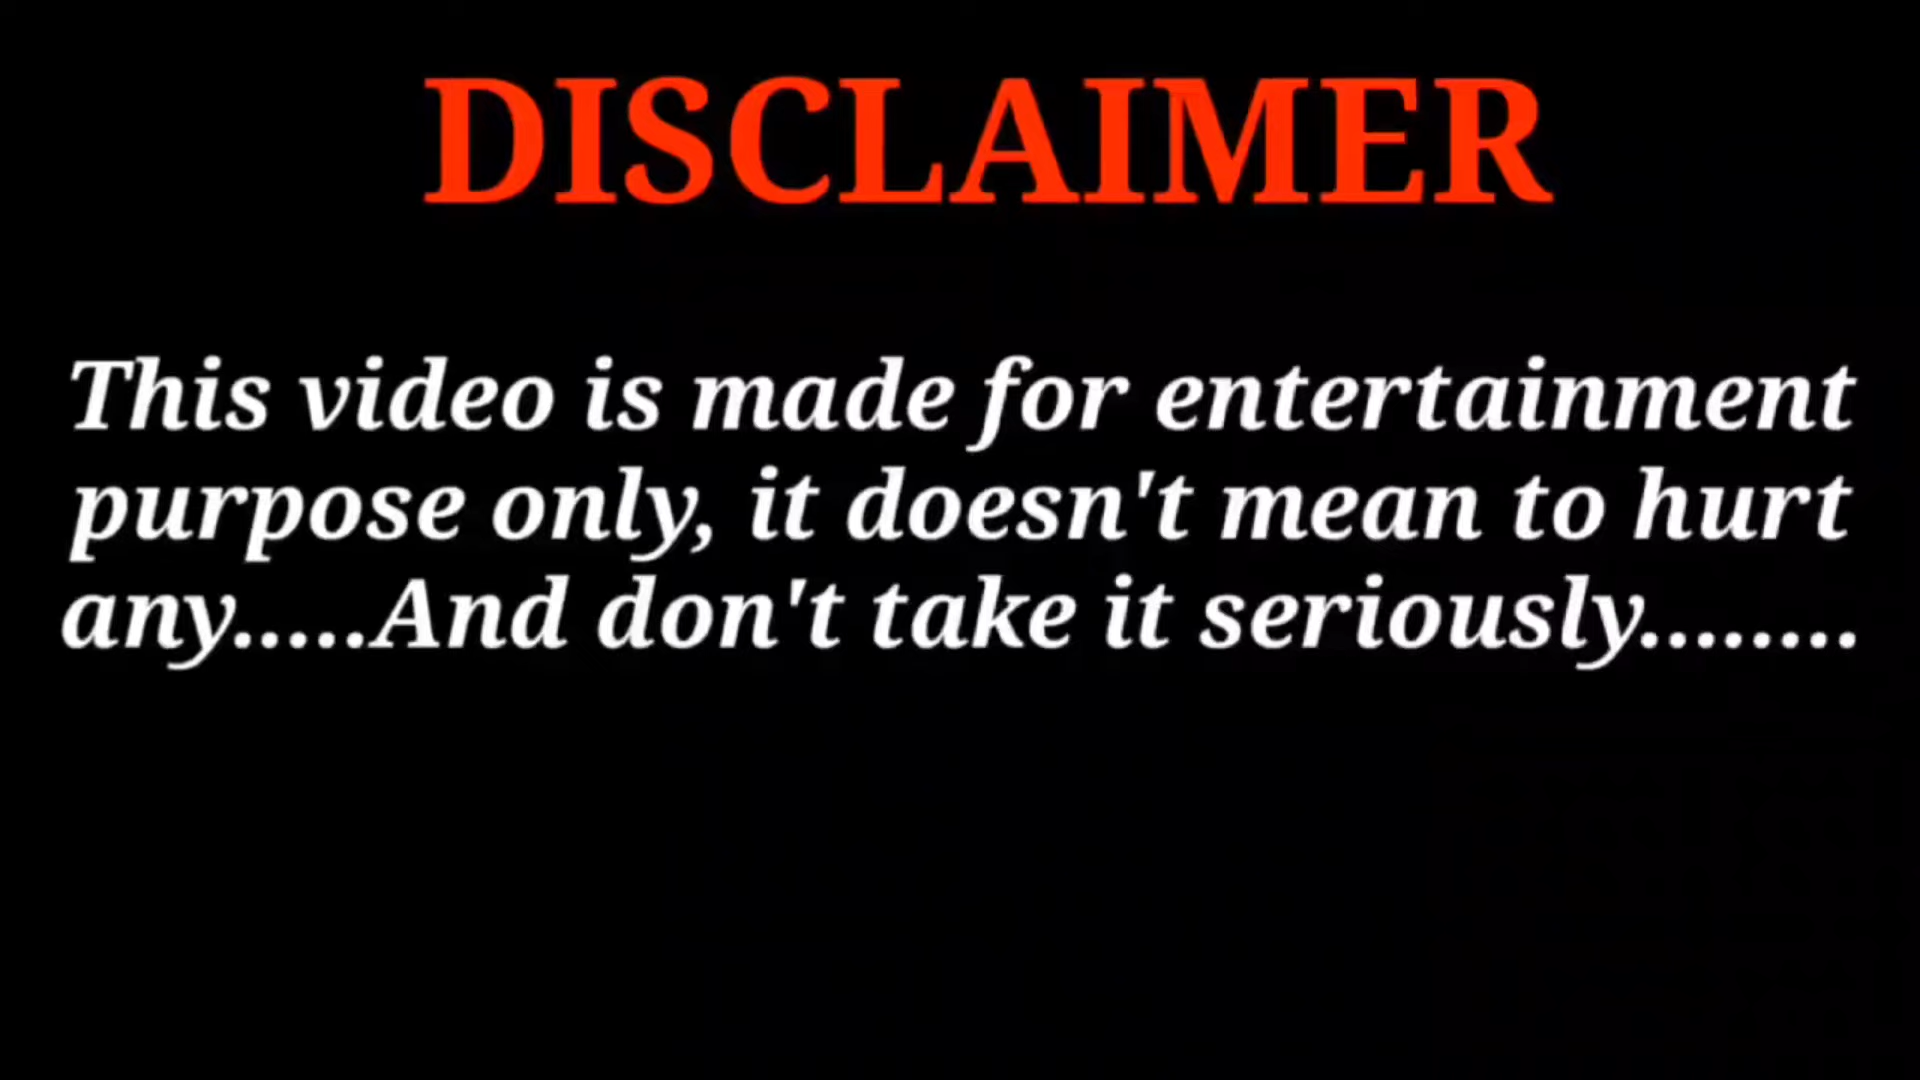 DISCLAIMER
This video is made for entertainment
purpose only, it doesn't mean to hurt
any.....And don't take it seriously........